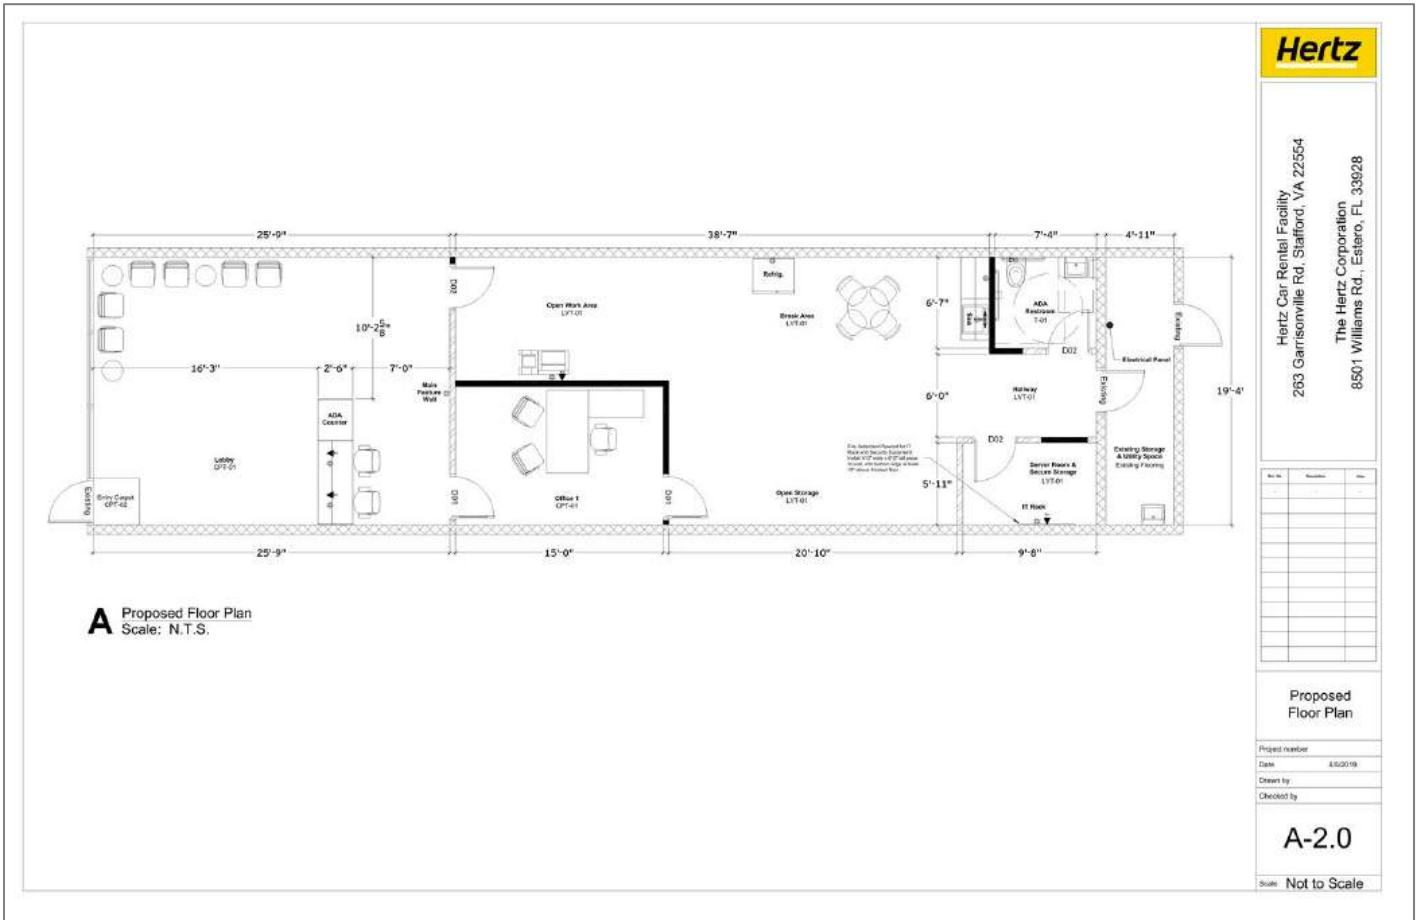 Hertz
Hertz Car Rental Facility
263 Garrisonville Rd, Stafford, VA 22554
The Hertz Corporation
8501 Williams Rd., Estero, FL 33928
25'-9"
38'-7"
7'-4"
4'-11"
D02
Refrig.
Open Work Area
LVT-01
Break Area
LVT-01
6'-7"
Sink
ADA
Restroom
T-01
Existing
10'-2
D02
Electrical Panel
16'-3"
2'-6"
7'-0"
Main
Feature
Wall
6'-0"
Hallway
LVT-01
Existing
19'-4"
ADA
Counter
D02
Lobby
CPT-01
Existing Storage
& Utility Space
Existing Flooring
Server Room &
Secure Storage
LVT-01
5'-11"
Existing
Entry Carpet
CPT-02
D01
Office 1
CPT-01
D01
Open Storage
LVT-01
IT Rack
25'-9"
15'-0"
20'-10"
9'-8"
A
Proposed Floor Plan
Scale: N.T.S.
Description
Date
Proposed
Floor Plan
Project number
Date
Drawn by
Checked by
A-2.0
Scale Not to Scale